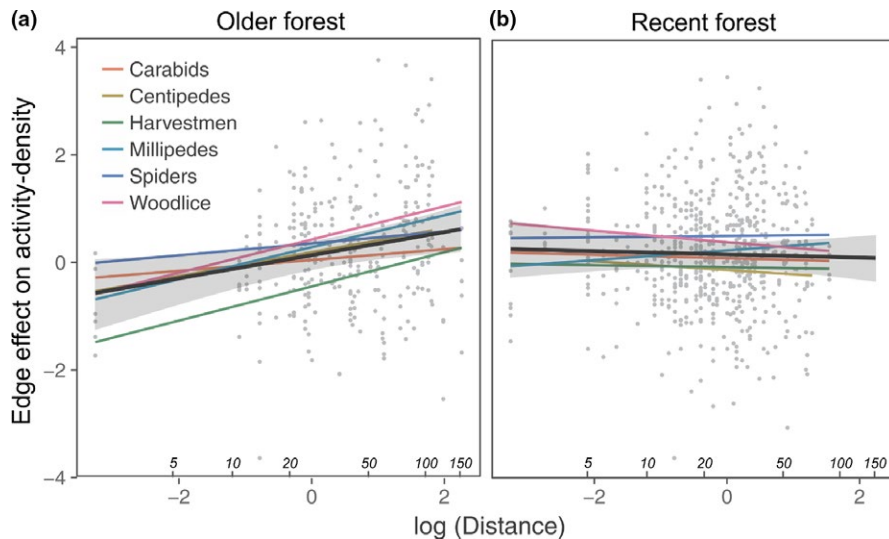 (a) Older forest
(b) Recent forest
Edge effect on activity-density
4
2
0
−2
−4
Carabids
Centipedes
Harvestmen
Millipedes
Spiders
Woodlice
5 10 20 50 100 150
5 10 20 50 100 150
−2 0 2
−2 0 2
log (Distance)